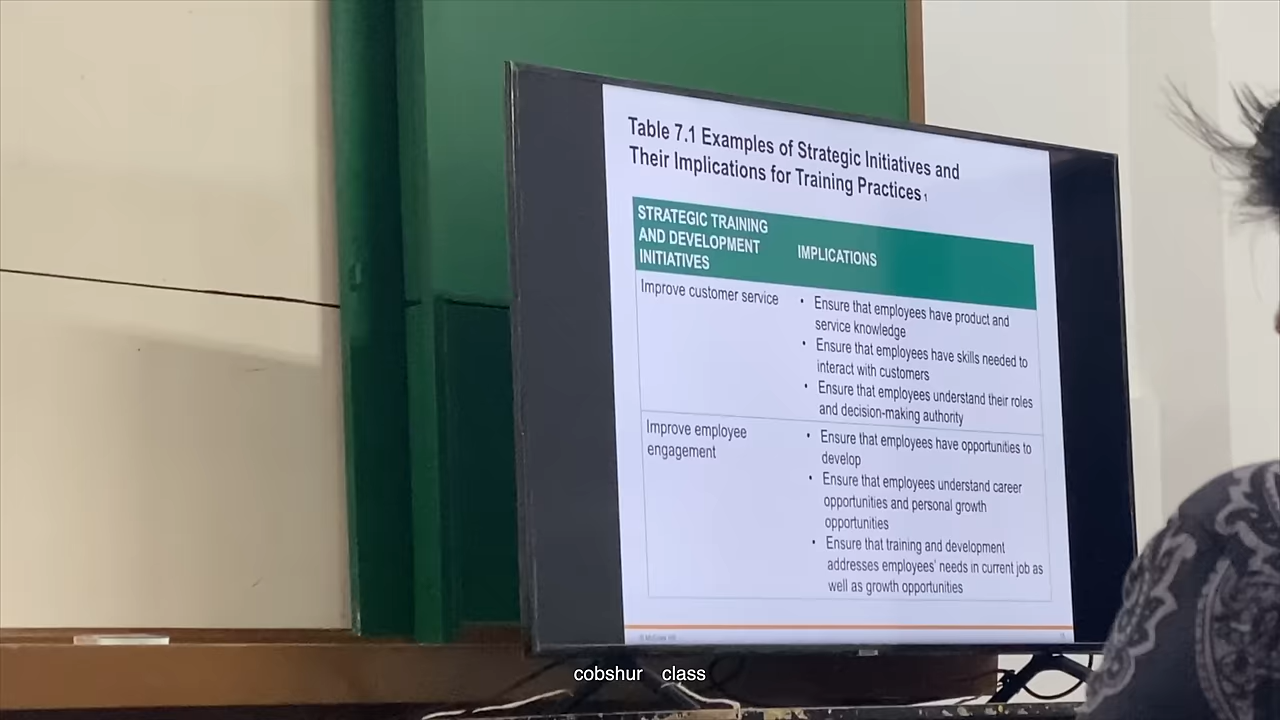 Table 7.1 Examples of Strategic Initiatives and
Their Implications for Training Practices 1
STRATEGIC TRAINING
AND DEVELOPMENT
INITIATIVES
IMPLICATIONS
Improve customer service
• Ensure that employees have product and
service knowledge
• Ensure that employees have skills needed to
interact with customers
• Ensure that employees understand their roles
and decision-making authority
Improve employee
engagement
• Ensure that employees have opportunities to
develop
• Ensure that employees understand career
opportunities and personal growth
opportunities
• Ensure that training and development
addresses employees' needs in current job as
well as growth opportunities
© McGraw Hill
cobshur class